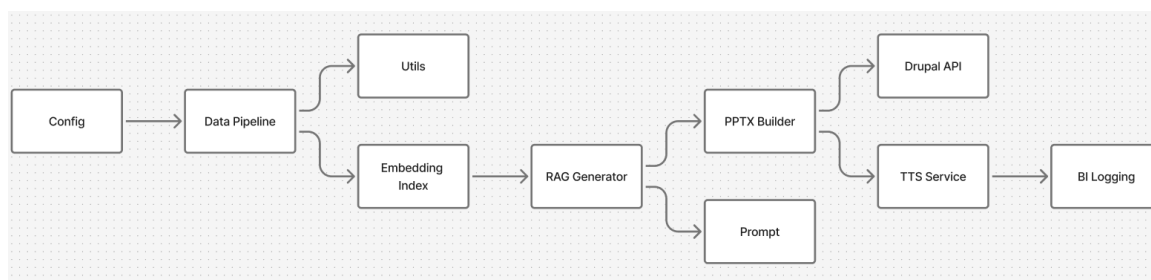 Config
Data Pipeline
Utils
Embedding
Index
RAG Generator
PPTX Builder
Prompt
Drupal API
TTS Service
BI Logging